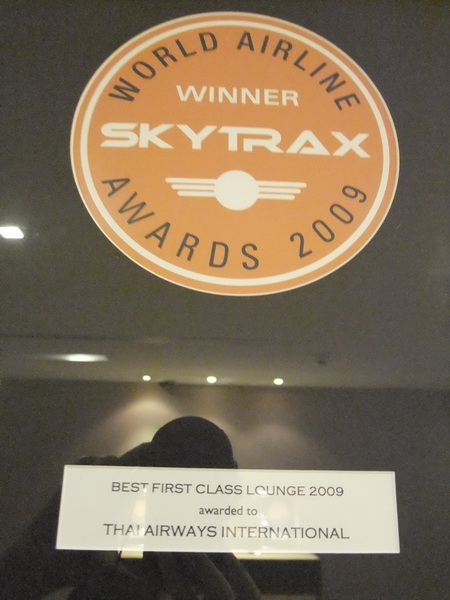 WORLD AIRLINE
WINNER
SKYTRAX
AWARDS 2009
BEST FIRST CLASS LOUNGE 2009
awarded to
THAI AIRWAYS INTERNATIONAL